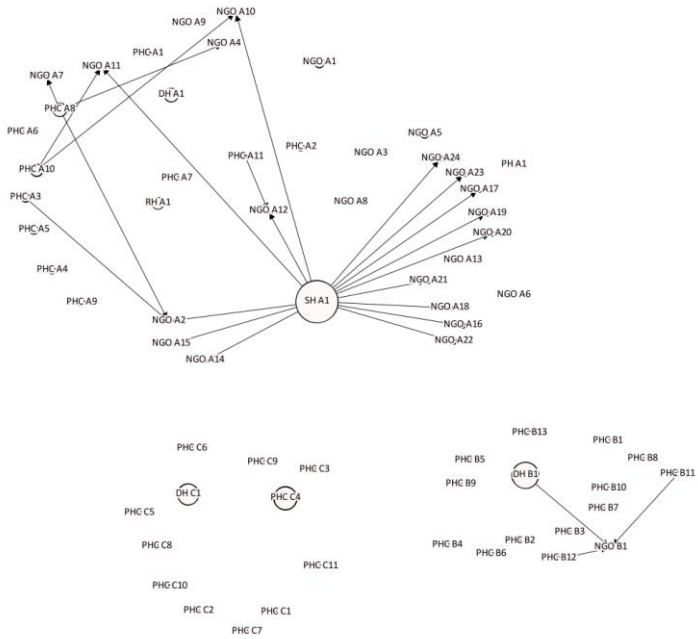 NGO A10
NGO A9
NGO A4
PHC A1
NGO A1
NGO A11
NGO A7
DH A1
PHC A8
PHC A6
NGO A5
PHC A2
NGO A3
PHC A11
NGO A24
PH A1
PHC A10
NGO A23
PHC A7
NGO A17
PHC A3
RH A1
NGO A8
NGO A12
NGO A19
PHC A5
NGO A20
NGO A13
PHC A4
NGO A21
NGO A6
PHC A9
SH A1
NGO A18
NGO A2
NGO A16
NGO A15
NGO A22
NGO A14
PHC C6
PHC C9
PHC C3
DH C1
PHC C4
PHC C5
PHC C8
PHC C11
PHC C10
PHC C2
PHC C1
PHC C7
PHC B13
PHC B1
PHC B5
PHC B8
DH B1
PHC B11
PHC B9
PHC B10
PHC B7
PHC B3
PHC B2
PHC B4
NGO B1
PHC B6
PHC B12